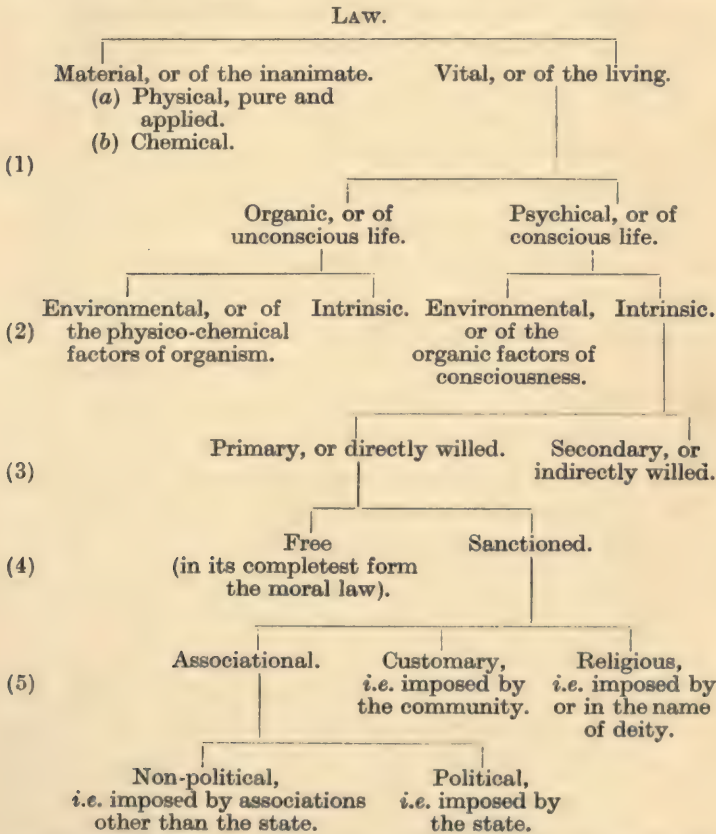 LAW.
Material, or of the inanimate. Vital, or of the living.
(a) Physical, pure and
applied.
(b) Chemical.
(1)
Organic, or of Psychical, or of
unconscious life. conscious life.
Environmental, or of Intrinsic. Environmental, Intrinsic.
(2) the physico-chemical or of the
factors of organism. organic factors of
consciousness.
Primary, or directly willed. Secondary, or
(3) indirectly willed.
Free Sanctioned.
(4) (in its completest form
the moral law).
Associational. Customary, Religious,
(5) i.e. imposed by i.e. imposed by
the community. or in the name
of deity.
Non-political, Political,
i.e. imposed by associations i.e. imposed by
other than the state. the state.